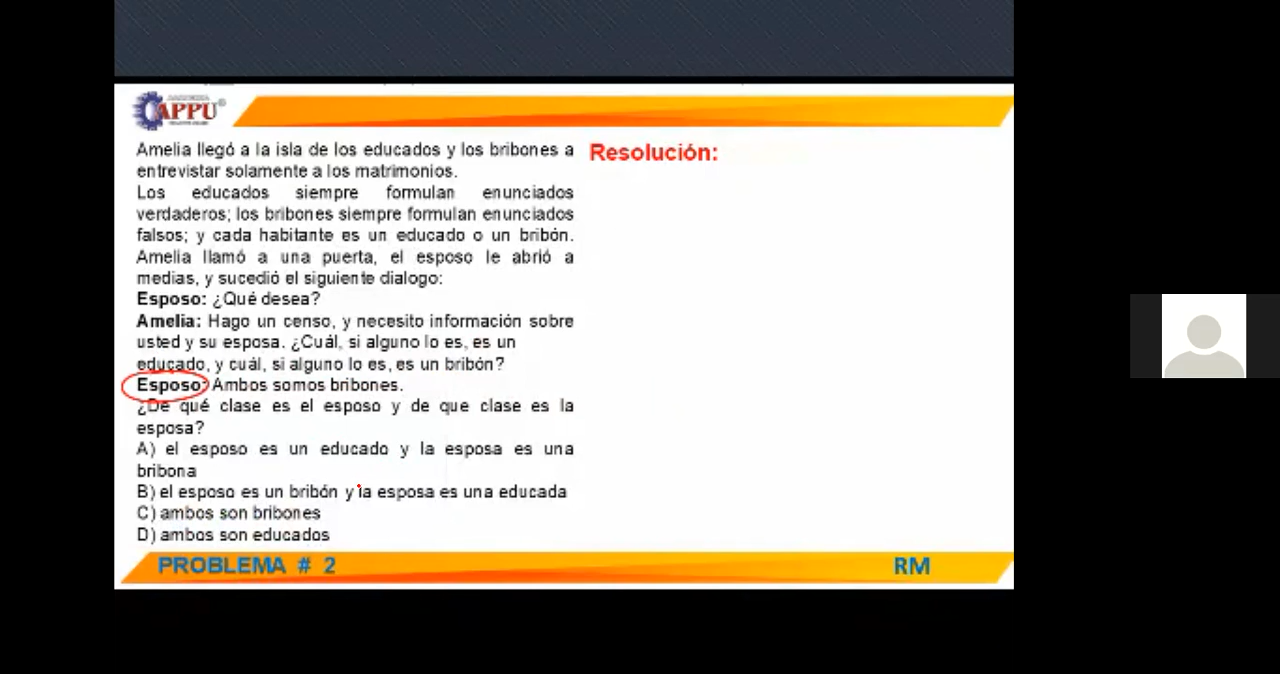 APPU
Amelia llegó a la isla de los educados y los bribones a
entrevistar solamente a los matrimonios.
Los educados siempre formulan enunciados
verdaderos; los bribones siempre formulan enunciados
falsos; y cada habitante es un educado o un bribón.
Amelia llamó a una puerta, el esposo le abrió a
medias, y sucedió el siguiente dialogo:
Esposo: ¿Qué desea?
Amelia: Hago un censo, y necesito información sobre
usted y su esposa. ¿Cuál, si alguno lo es, es un
educado, y cuál, si alguno lo es, es un bribón?
Esposo: Ambos somos bribones.
¿De qué clase es el esposo y de que clase es la
esposa?
A) el esposo es un educado y la esposa es una
bribona
B) el esposo es un bribón y la esposa es una educada
C) ambos son bribones
D) ambos son educados
Resolución:
PROBLEMA # 2
RM